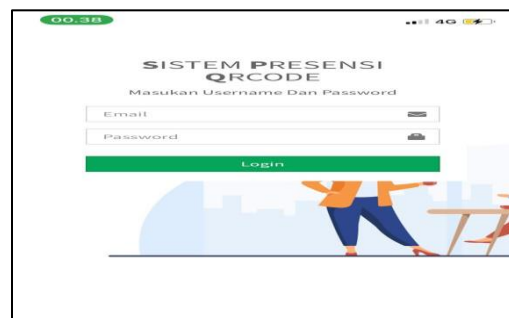 00.38
4G
SISTEM PRESENSI
QRCODE
Masukan Username Dan Password
Email
Password
Login